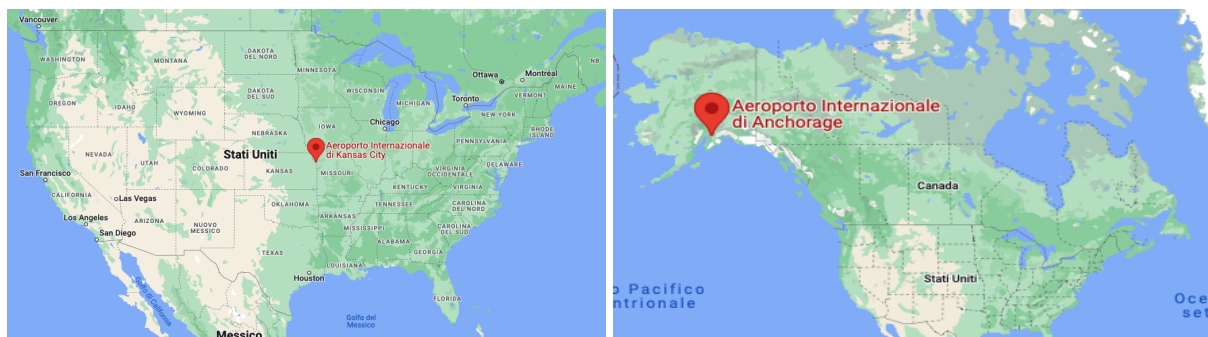 Vancouver
WASHINGTON
MONTANA
DAKOTA
DEL NORD
MINNESOTA
Ottawa
Montréal
NB
MAINE
OREGON
IDAHO
WYOMING
DAKOTA
DEL SUD
WISCONSIN
MICHIGAN
Toronto
VERMONT
NEW YORK
Chicago
RHODE
ISLAND
NEBRASKA
IOWA
NEVADA
UTAH
COLORADO
Stati Uniti
KANSAS
Aeroporto Internazionale
di Kansas City
MISSOURI
PENNSYLVANIA
DELAWARE
VIRGINIA
OCCIDENTALE
VIRGINIA
KENTUCKY
San Francisco
CALIFORNIA
Las Vegas
Los Angeles
San Diego
ARIZONA
NUOVO
MESSICO
OKLAHOMA
ARKANSAS
TENNESSEE
CAROLINA
DEL NORD
CAROLINA
DEL SUD
MISSISSIPPI
ALABAMA
GEORGIA
TEXAS
LOUISIANA
Houston
FLORIDA
Golfo di California
Golfo del
Messico
Messico
Aeroporto Internazionale
di Anchorage
Canada
Stati Uniti
o Pacifico
ntrionale
Oce
set